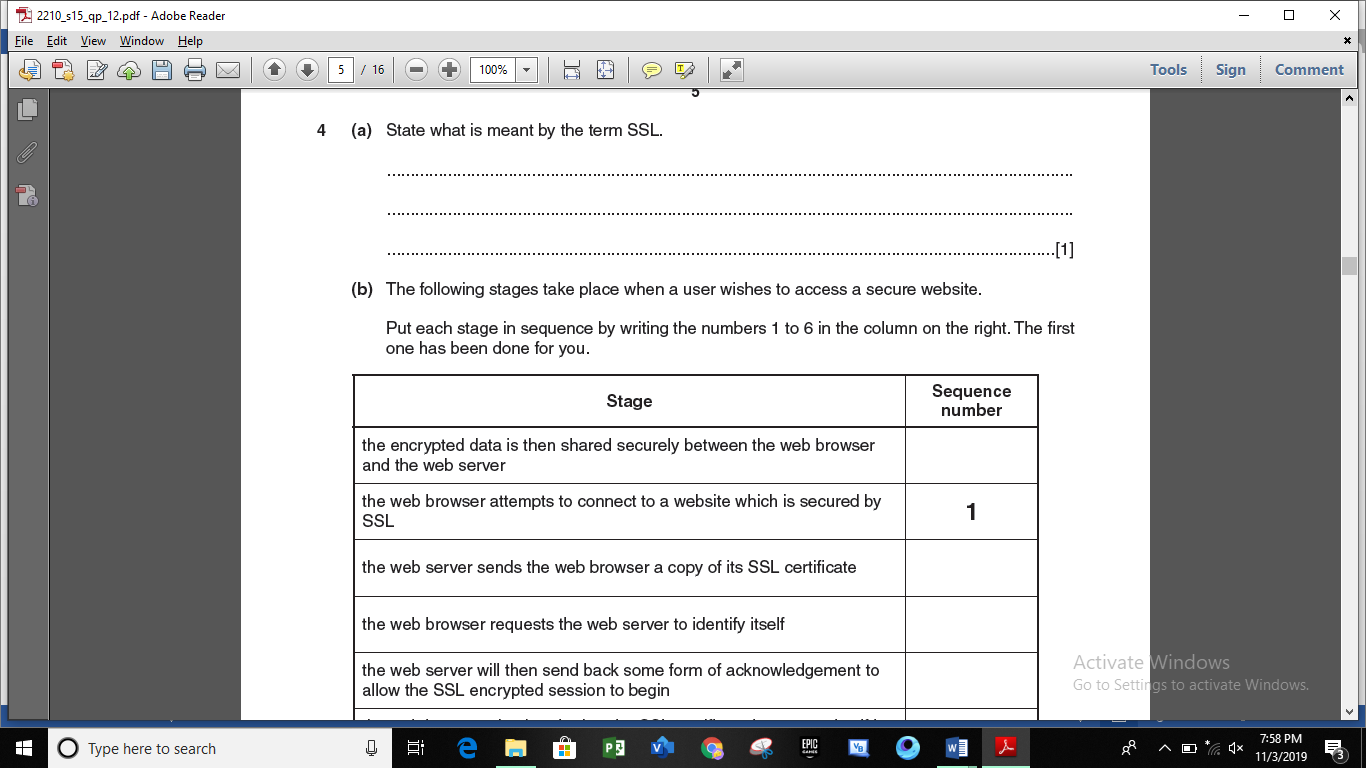 2210_s15_qp_12.pdf - Adobe Reader
File Edit View Window Help
5 / 16 100% Tools Sign Comment
5
4 (a) State what is meant by the term SSL.
[1]
(b) The following stages take place when a user wishes to access a secure website.
Put each stage in sequence by writing the numbers 1 to 6 in the column on the right. The first
one has been done for you.
Stage
Sequence
number
the encrypted data is then shared securely between the web browser
and the web server
the web browser attempts to connect to a website which is secured by
SSL
1
the web server sends the web browser a copy of its SSL certificate
the web browser requests the web server to identify itself
the web server will then send back some form of acknowledgement to
allow the SSL encrypted session to begin
Activate Windows
Go to Settings to activate Windows.
Type here to search
EPIC
GAMES
7:58 PM
11/3/2019
3